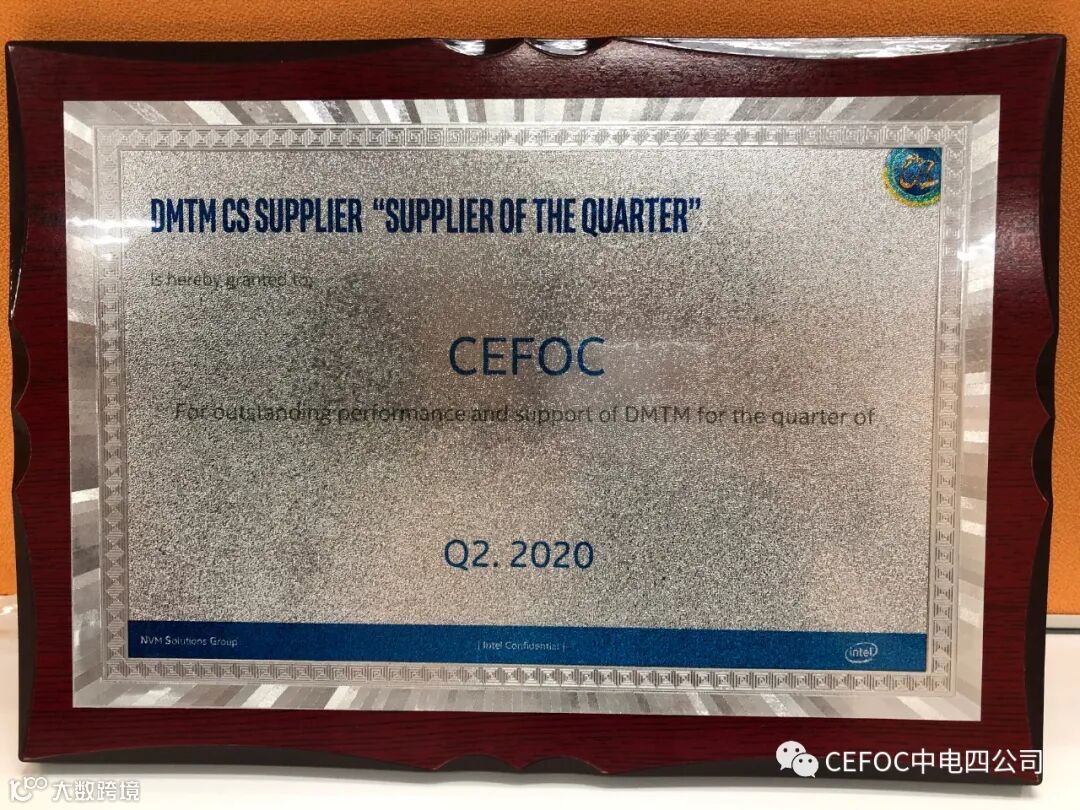 DMTM CS SUPPLIER “SUPPLIER OF THE QUARTER”
Is hereby granted to,
CEFOC
For outstanding performance and support of DMTM for the quarter of
Q2. 2020
NVM Solutions Group
| Intel Confidential |
intel
CEFOC中电四公司
大数跨境